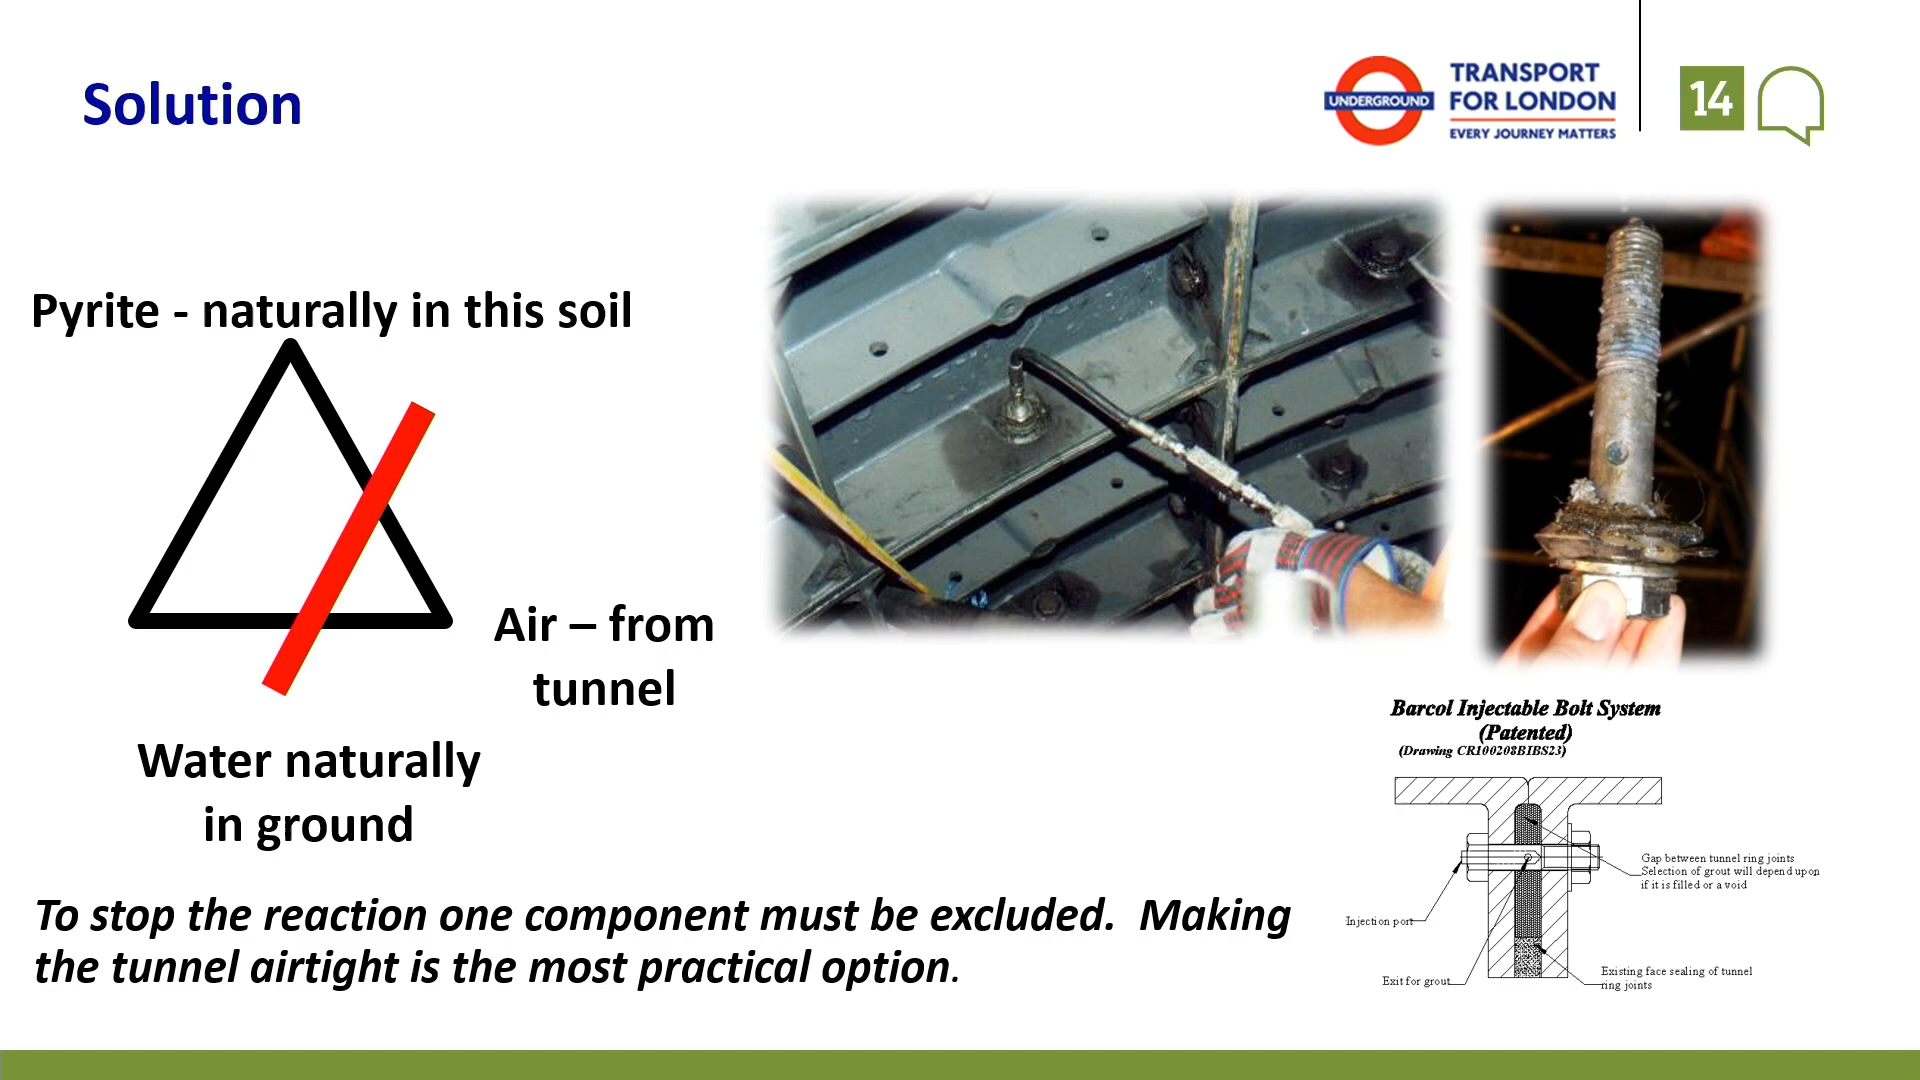 Solution
UNDERGROUND
TRANSPORT
FOR LONDON
EVERY JOURNEY MATTERS
14
Pyrite - naturally in this soil
Air – from
tunnel
Water naturally
in ground
To stop the reaction one component must be excluded.  Making
the tunnel airtight is the most practical option.
Barcol Injectable Bolt System
(Patented)
(Drawing CR100208BIBS23)
Gap between tunnel ring joints
Selection of grout will depend upon
if it is filled or a void
Injection port
Exit for grout
Existing face sealing of tunnel
ring joints